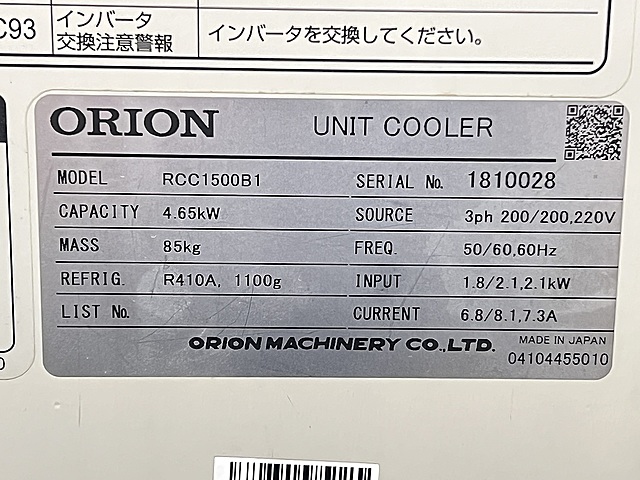 C93 インバータ交換注意警報 インバータを交換してください。
ORION UNIT COOLER
MODEL RCC1500B1 SERIAL No. 1810028
CAPACITY 4.65kW SOURCE 3ph 200/200,220V
MASS 85kg FREQ. 50/60,60Hz
REFRIG. R410A, 1100g INPUT 1.8/2.1,2.1kW
LIST No. CURRENT 6.8/8.1,7.3A
ORION MACHINERY CO.,LTD. MADE IN JAPAN
04104455010